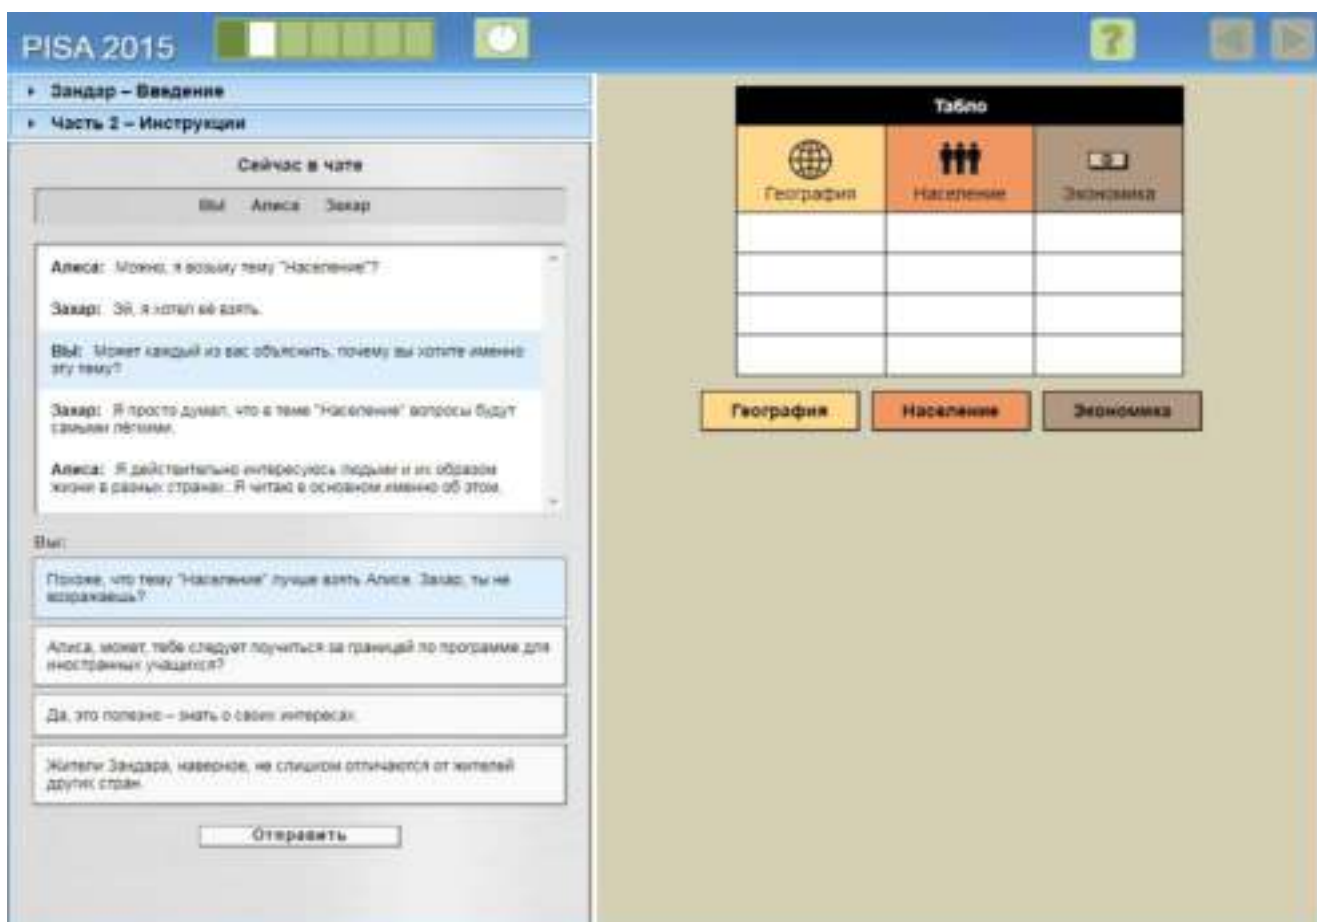 PISA 2015
?
Зандар – Введение
Часть 2 – Инструкции
Сейчас в чате
ВЫ Алиса Захар
Алиса: Можно, я возьму тему "Население"?
Захар: Эй, я хотел её взять.
ВЫ: Может каждый из вас объяснить, почему вы хотите именно
эту тему?
Захар: Я просто думал, что в теме "Население" вопросы будут
самыми лёгкими.
Алиса: Я действительно интересуюсь людьми и их образом
жизни в разных странах. Я читаю в основном именно об этом.
Вы:
Похоже, что тему "Население" лучше взять Алисе. Захар, ты не
возражаешь?
Алиса, может, тебе следует поучиться за границей по программе для
иностранных учащихся?
Да, это полезно – знать о своих интересах.
Жители Зандара, наверное, не слишком отличаются от жителей
других стран.
Отправить
Табло
География Население Экономика
География Население Экономика